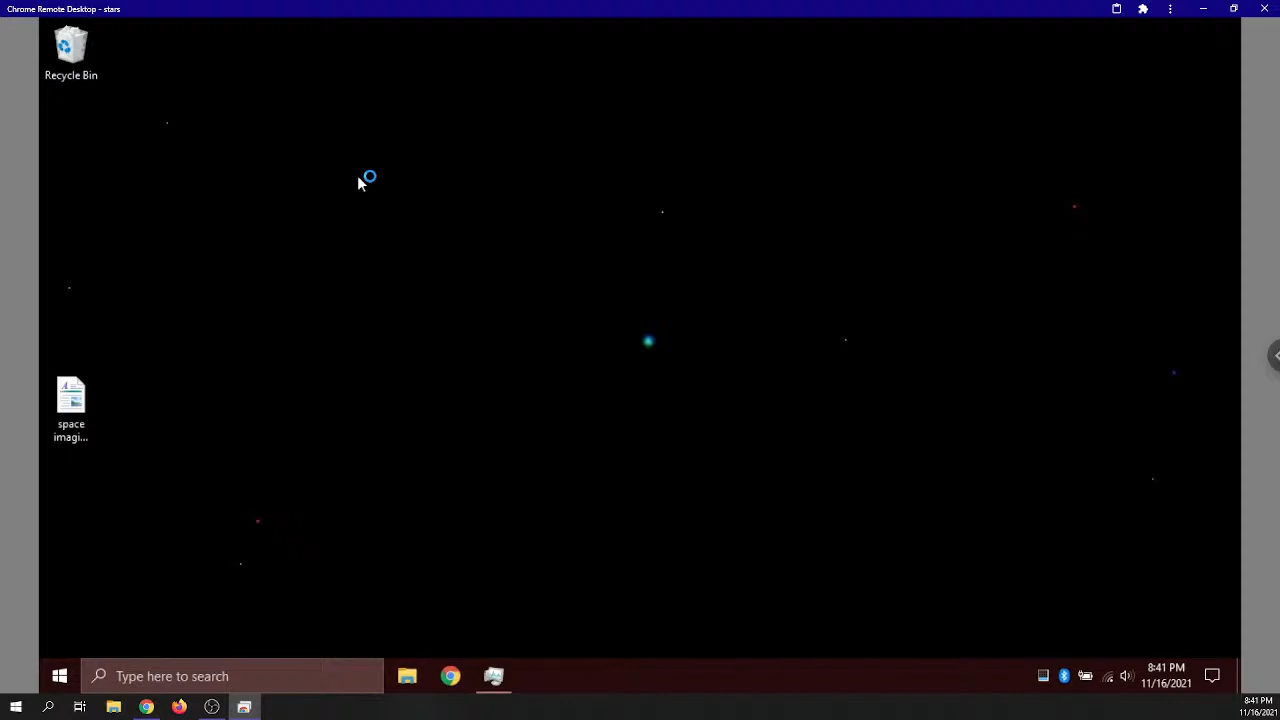 Chrome Remote Desktop - stars
Recycle Bin
space
imagi...
Type here to search
8:41 PM
11/16/2021
8:41 PM
11/16/2021